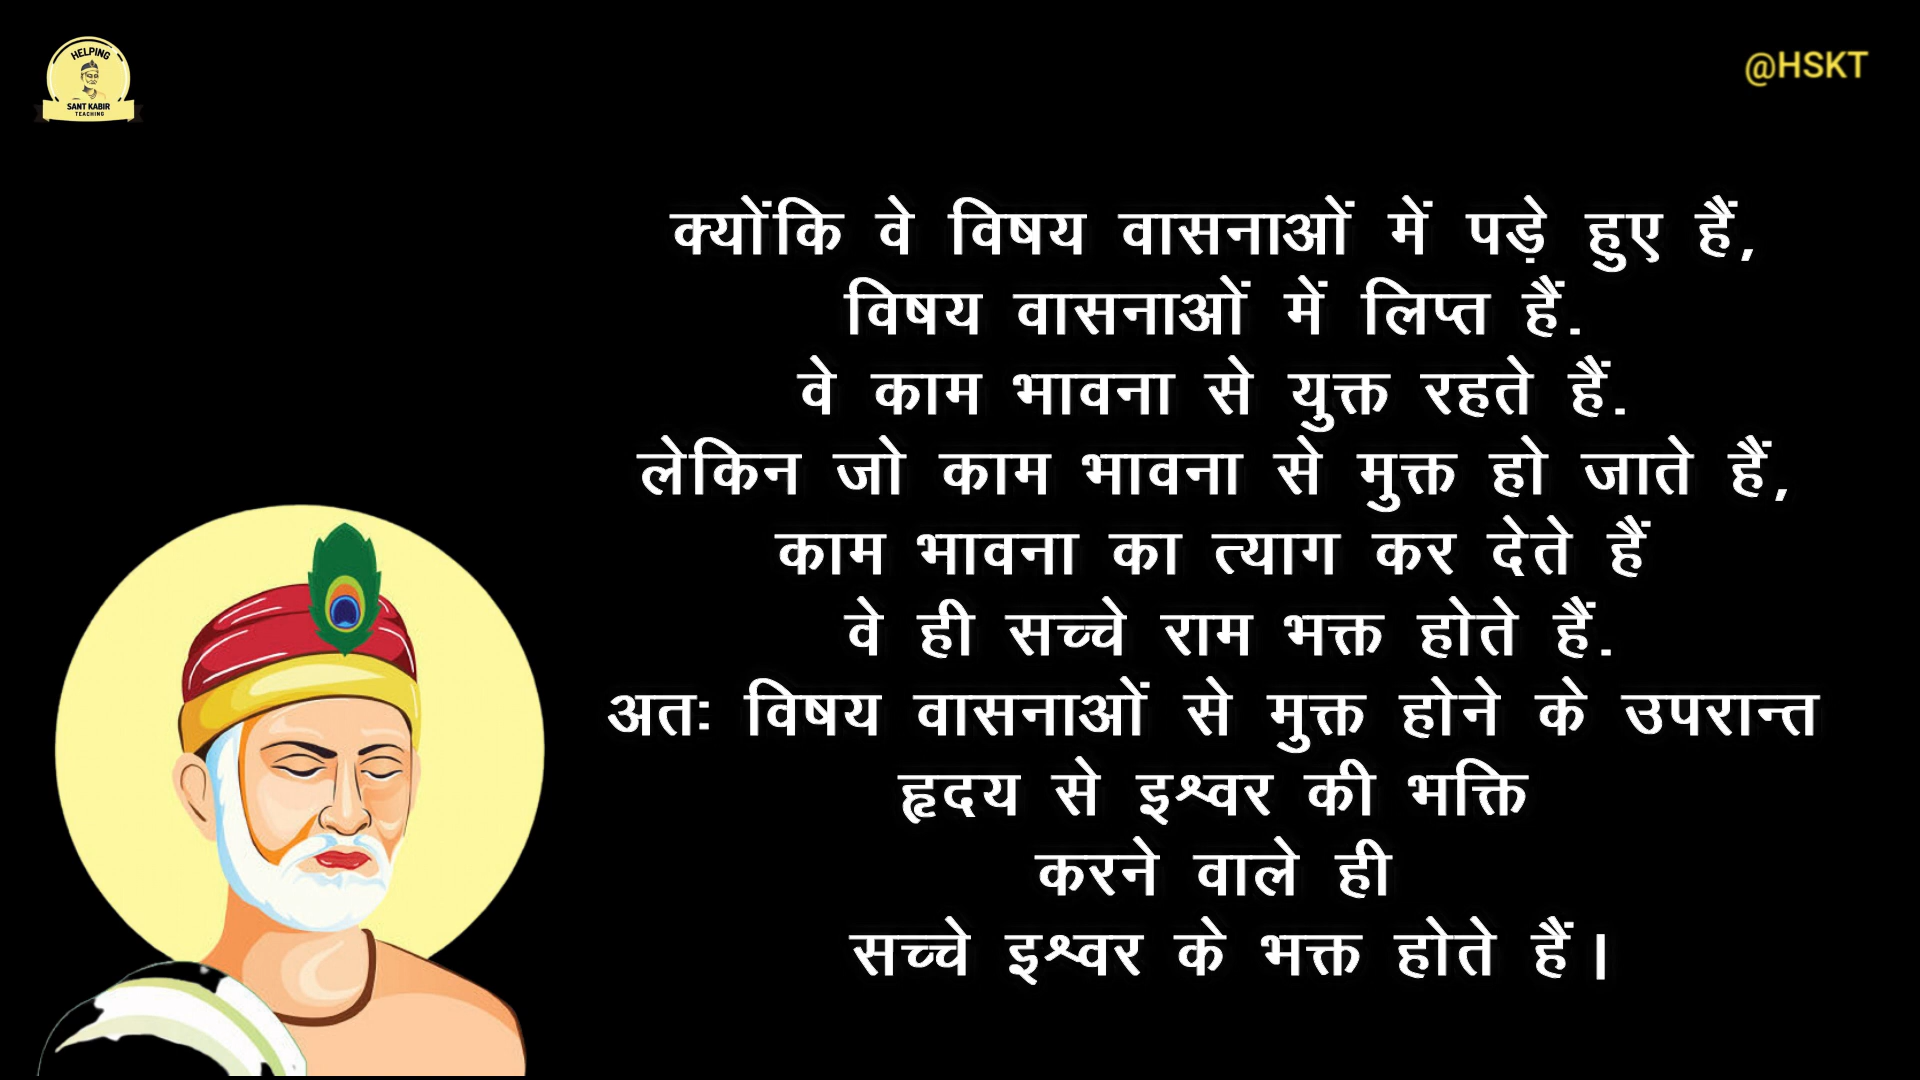 HELPING
SANT KABIR
TEACHING
@HSKT
क्योंकि वे विषय वासनाओं में पड़े हुए हैं,
विषय वासनाओं में लिप्त हैं.
वे काम भावना से युक्त रहते हैं.
लेकिन जो काम भावना से मुक्त हो जाते हैं,
काम भावना का त्याग कर देते हैं
वे ही सच्चे राम भक्त होते हैं.
अतः विषय वासनाओं से मुक्त होने के उपरान्त
हृदय से इश्वर की भक्ति
करने वाले ही
सच्चे इश्वर के भक्त होते हैं।